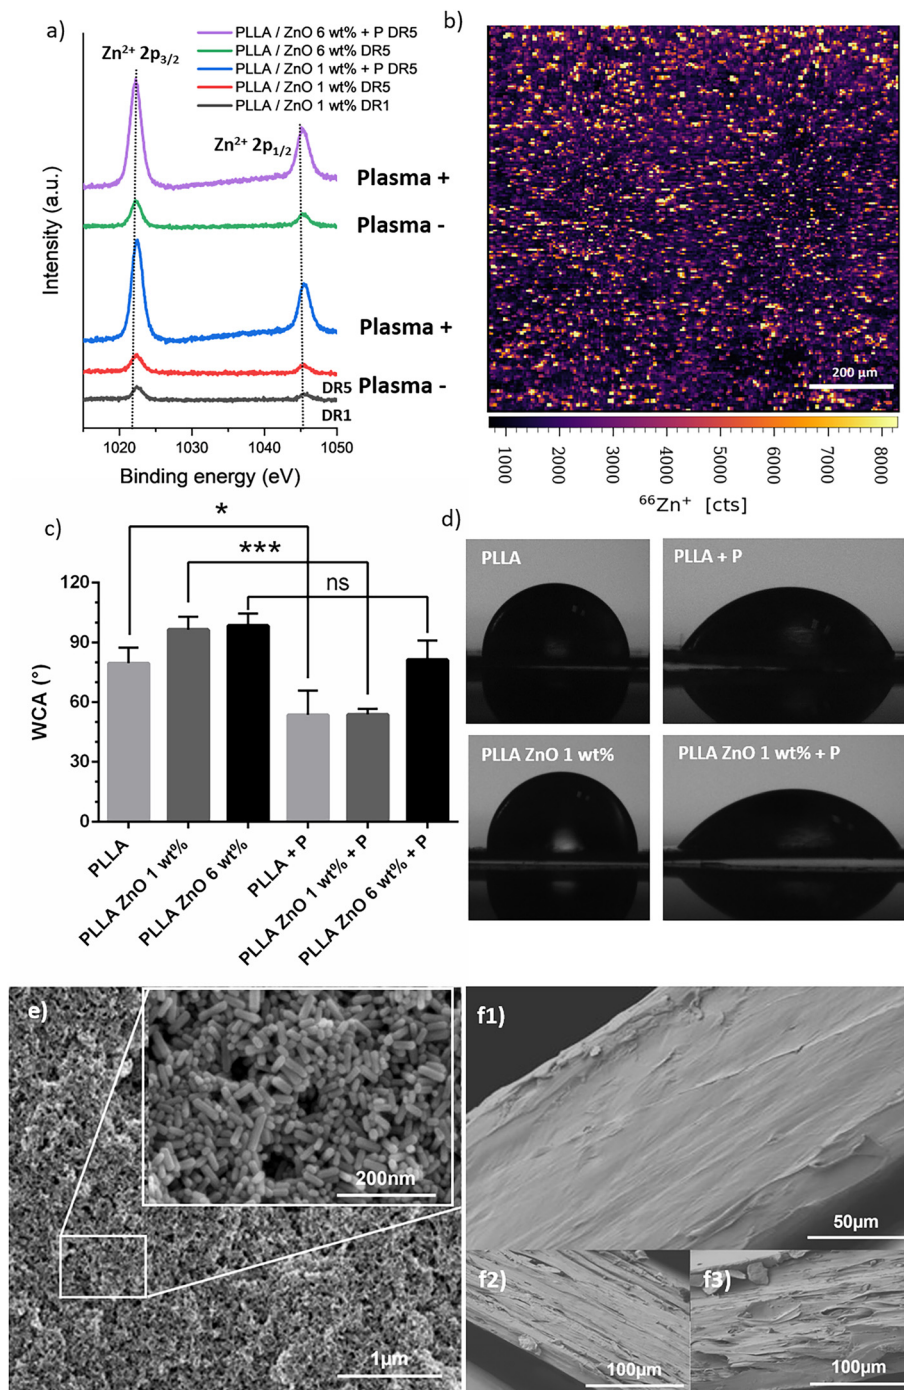 a)
PLLA / ZnO 6 wt% + P DR5
PLLA / ZnO 6 wt% DR5
PLLA / ZnO 1 wt% + P DR5
PLLA / ZnO 1 wt% DR5
PLLA / ZnO 1 wt% DR1
Zn²⁺ 2p₃/₂
Zn²⁺ 2p₁/₂
Plasma +
Plasma -
Plasma +
DR5
Plasma -
DR1
Intensity (a.u.)
1020
1030
1040
1050
Binding energy (eV)
b)
200 µm
1000
2000
3000
4000
5000
6000
7000
8000
⁶⁶Zn⁺ [cts]
c)
*
***
ns
120
90
60
30
0
WCA (°)
PLLA
PLLA ZnO 1 wt%
PLLA ZnO 6 wt%
PLLA + P
PLLA ZnO 1 wt% + P
PLLA ZnO 6 wt% + P
d)
PLLA
PLLA + P
PLLA ZnO 1 wt%
PLLA ZnO 1 wt% + P
e)
200nm
1µm
f1)
50µm
f2)
100µm
f3)
100µm